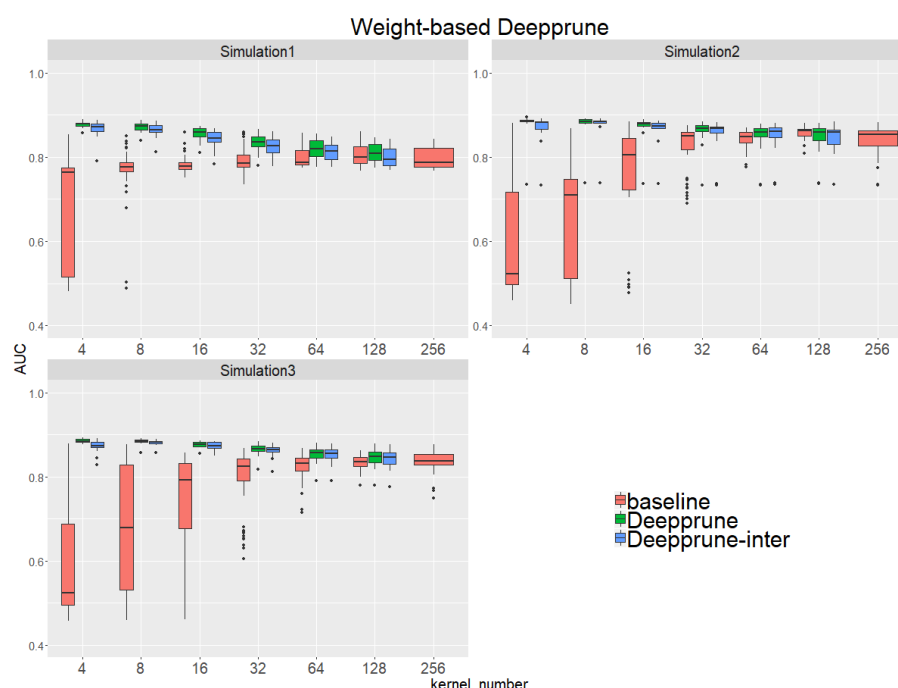 Weight-based Deepprune
Simulation1
Simulation2
1.0
0.8
0.6
0.4
1.0
0.8
0.6
0.4
4 8 16 32 64 128 256
4 8 16 32 64 128 256
AUC
Simulation3
1.0
0.8
0.6
0.4
baseline
Deepprune
Deepprune-inter
4 8 16 32 64 128 256
kernel_number